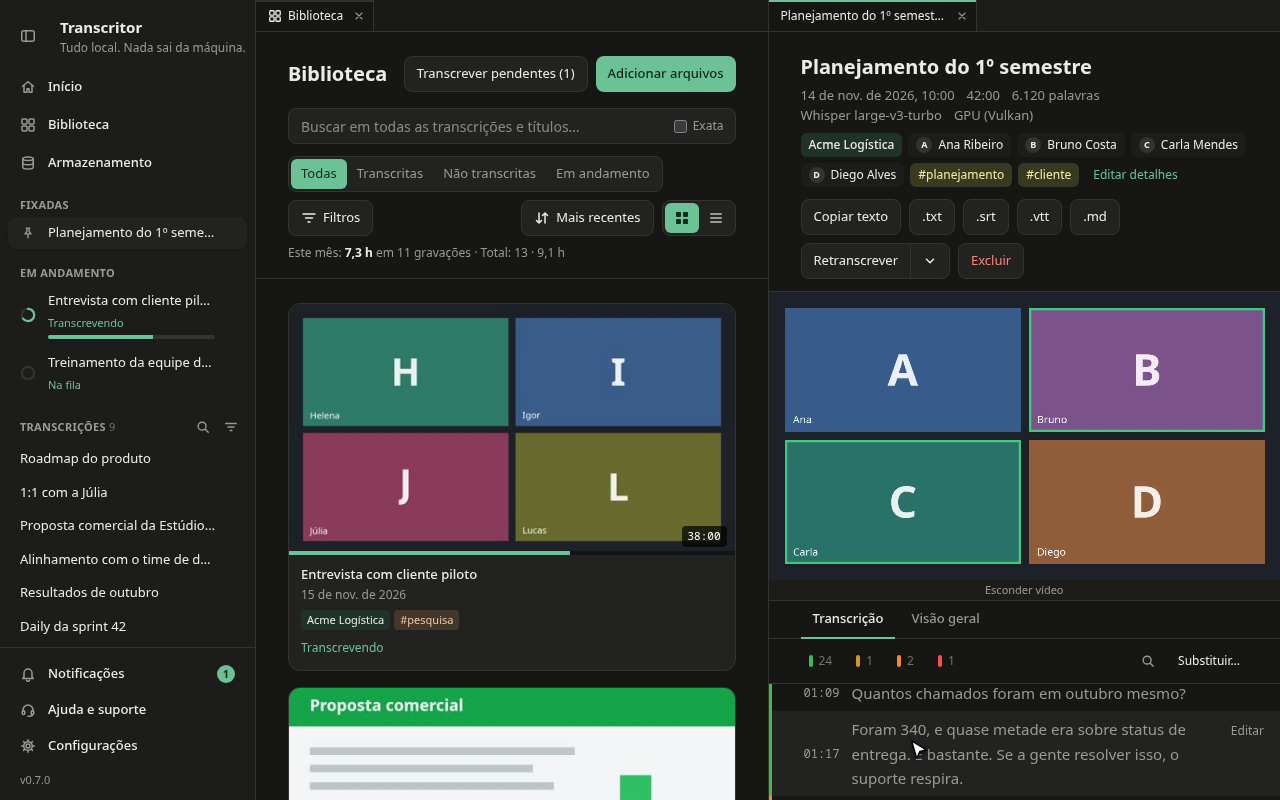 Transcritor
Tudo local. Nada sai da máquina.
Início
Biblioteca
Armazenamento
FIXADAS
Planejamento do 1º seme...
EM ANDAMENTO
Entrevista com cliente pil...
Transcrevendo
Treinamento da equipe d...
Na fila
TRANSCRIÇÕES 9
Roadmap do produto
1:1 com a Júlia
Proposta comercial da Estúdio...
Alinhamento com o time de d...
Resultados de outubro
Daily da sprint 42
Notificações 1
Ajuda e suporte
Configurações
v0.7.0
Biblioteca
Biblioteca
Transcrever pendentes (1)
Adicionar arquivos
Buscar em todas as transcrições e títulos...
Exata
Todas Transcritas Não transcritas Em andamento
Filtros
Mais recentes
Este mês: 7,3 h em 11 gravações · Total: 13 · 9,1 h
H
Helena
I
Igor
J
Júlia
L
Lucas
38:00
Entrevista com cliente piloto
15 de nov. de 2026
Acme Logística #pesquisa
Transcrevendo
Proposta comercial
Planejamento do 1º semest...
Planejamento do 1º semestre
14 de nov. de 2026, 10:00 42:00 6.120 palavras
Whisper large-v3-turbo GPU (Vulkan)
Acme Logística A Ana Ribeiro B Bruno Costa C Carla Mendes
D Diego Alves #planejamento #cliente Editar detalhes
Copiar texto .txt .srt .vtt .md
Retranscrever Excluir
A
Ana
B
Bruno
C
Carla
D
Diego
Esconder vídeo
Transcrição Visão geral
24 1 2 1 Substituir...
01:09 Quantos chamados foram em outubro mesmo?
Foram 340, e quase metade era sobre status de
Editar
01:17 entrega. É bastante. Se a gente resolver isso, o
suporte respira.